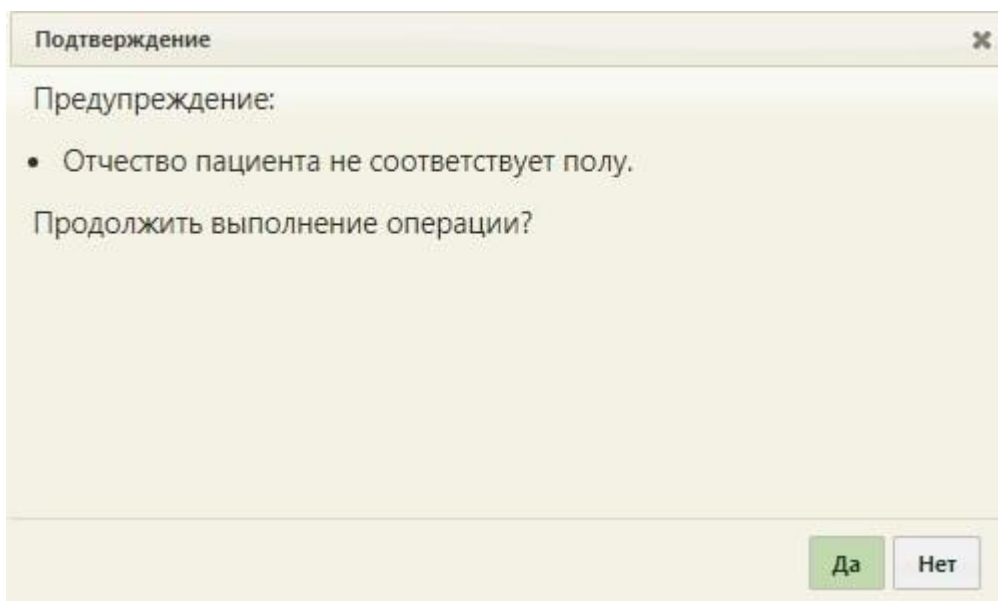 Подтверждение
Предупреждение:
• Отчество пациента не соответствует полу.
Продолжить выполнение операции?
Да Нет